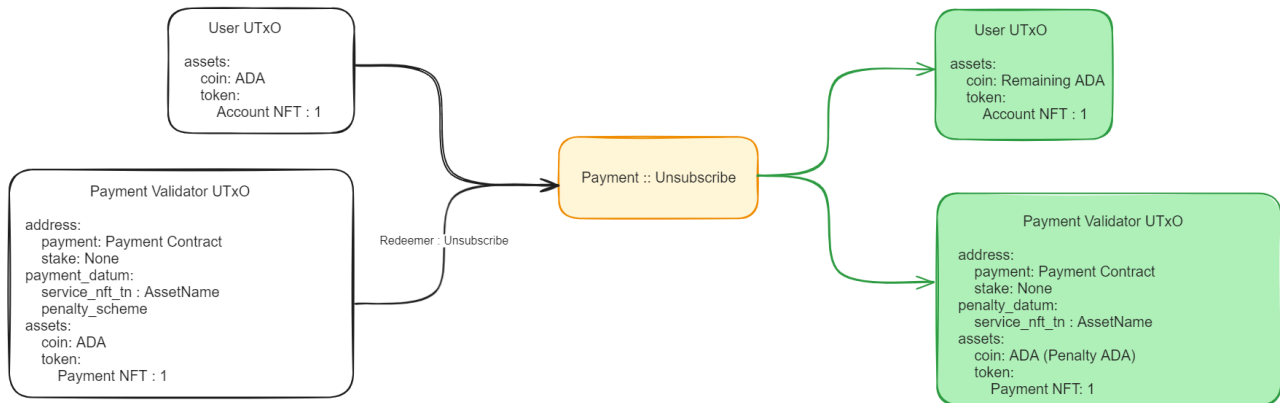 User UTxO
assets:
coin: ADA
token:
Account NFT : 1
Payment Validator UTxO
address:
payment: Payment Contract
stake: None
payment_datum:
service_nft_tn : AssetName
penalty_scheme
assets:
coin: ADA
token:
Payment NFT : 1
Redeemer : Unsubscribe
Payment :: Unsubscribe
User UTxO
assets:
coin: Remaining ADA
token:
Account NFT : 1
Payment Validator UTxO
address:
payment: Payment Contract
stake: None
penalty_datum:
service_nft_tn : AssetName
assets:
coin: ADA (Penalty ADA)
token:
Payment NFT: 1